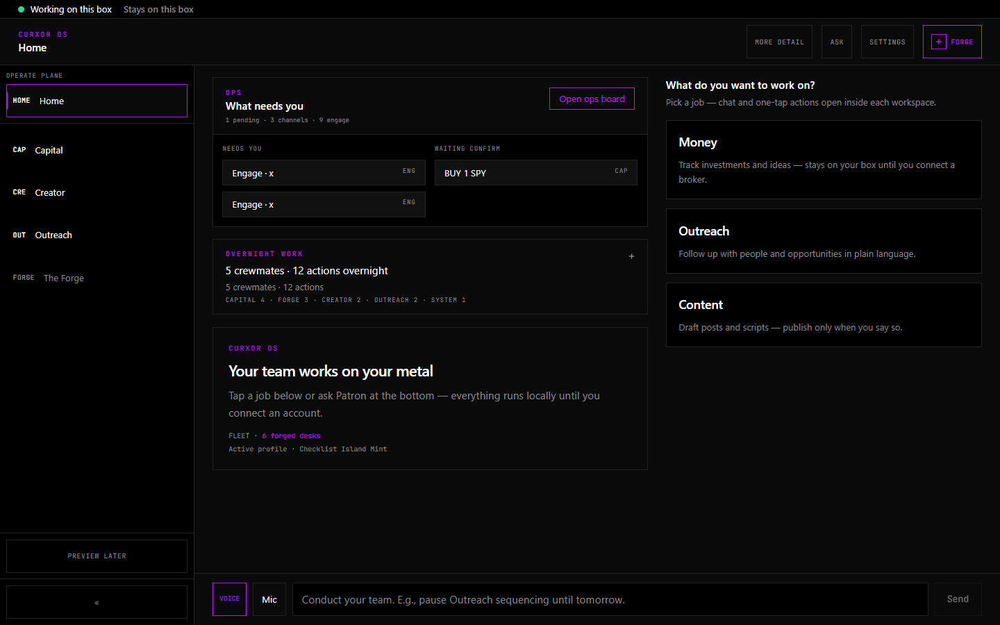 Working on this box Stays on this box
CURXOR OS
Home
MORE DETAIL
ASK
SETTINGS
+ FORGE
OPERATE PLANE
HOME Home
CAP Capital
CRE Creator
OUT Outreach
FORGE The Forge
PREVIEW LATER
«
OPS
What needs you
1 pending · 3 channels · 9 engage
Open ops board
NEEDS YOU
Engage · x ENG
Engage · x ENG
WAITING CONFIRM
BUY 1 SPY CAP
OVERNIGHT WORK
+
5 crewmates · 12 actions overnight
5 crewmates · 12 actions
CAPITAL 4 · FORGE 3 · CREATOR 2 · OUTREACH 2 · SYSTEM 1
CURXOR OS
Your team works on your metal
Tap a job below or ask Patron at the bottom — everything runs locally until you
connect an account.
FLEET · 6 forged desks
Active profile · Checklist Island Mint
What do you want to work on?
Pick a job — chat and one-tap actions open inside each workspace.
Money
Track investments and ideas — stays on your box until you connect a
broker.
Outreach
Follow up with people and opportunities in plain language.
Content
Draft posts and scripts — publish only when you say so.
VOICE
Mic
Conduct your team. E.g., pause Outreach sequencing until tomorrow.
Send